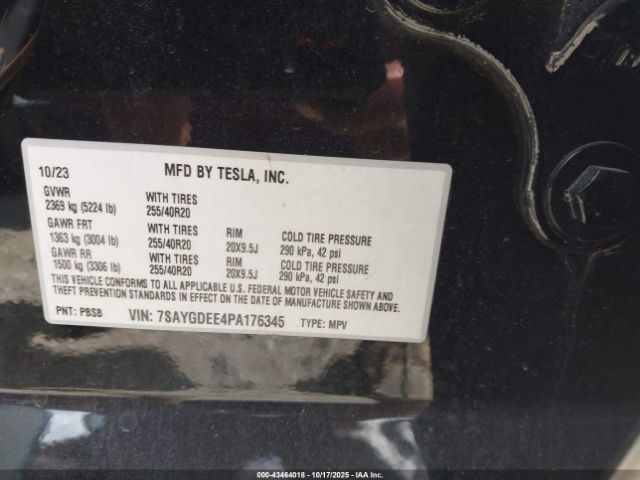 10/23 MFD BY TESLA, INC.
GVWR WITH TIRES
2369 kg (5224 lb) 255/40R20
GAWR FRT WITH TIRES RIM COLD TIRE PRESSURE
1363 kg (3004 lb) 255/40R20 20X9.5J 290 kPa, 42 psi
GAWR RR WITH TIRES RIM COLD TIRE PRESSURE
1500 kg (3306 lb) 255/40R20 20X9.5J 290 kPa, 42 psi
THIS VEHICLE CONFORMS TO ALL APPLICABLE U.S. FEDERAL MOTOR VEHICLE
SAFETY STANDARDS IN EFFECT ON THE DATE OF MANUFACTURE SHOWN ABOVE.
PNT: PBSB VIN: 7SAYGDEE4PA176345 TYPE: MPV
000-43464018 | 10/17/2025 | IAA Inc.